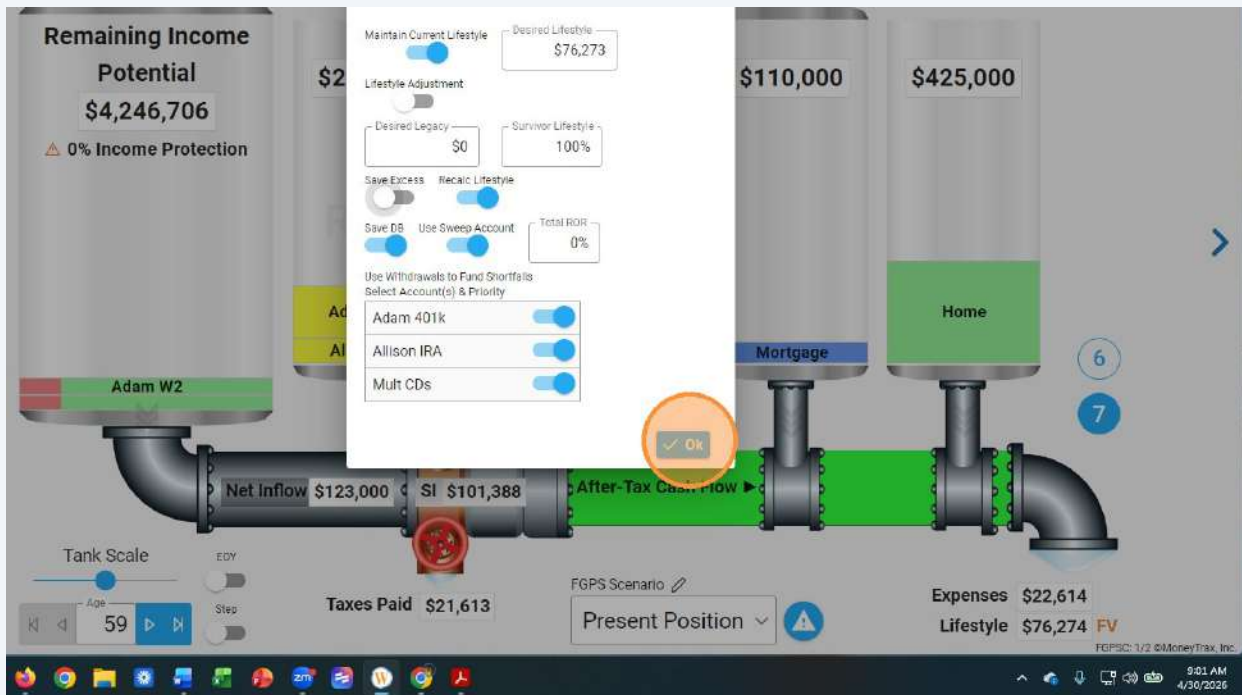 Remaining Income
Potential
$4,246,706
0% Income Protection
Adam W2
$2
Ad
Al
Maintain Current Lifestyle
Desired Lifestyle
$76,273
Lifestyle Adjustment
Desired Legacy
$0
Survivor Lifestyle
100%
Save Excess Recalc Lifestyle
Save DB Use Sweep Account
Total ROR
0%
Use Withdrawals to Fund Shortfalls
Select Account(s) & Priority
Adam 401k
Allison IRA
Mult CDs
Ok
$110,000
Mortgage
$425,000
Home
6
7
Net Inflow $123,000 SI $101,388
After-Tax Cash Flow
Tank Scale
EOY
Age
59
Step
Taxes Paid $21,613
FGPS Scenario
Present Position
Expenses $22,614
Lifestyle $76,274 FV
FGPSC: 1/2 ©MoneyTrax, Inc.
zm
W
9:01 AM
4/30/2026